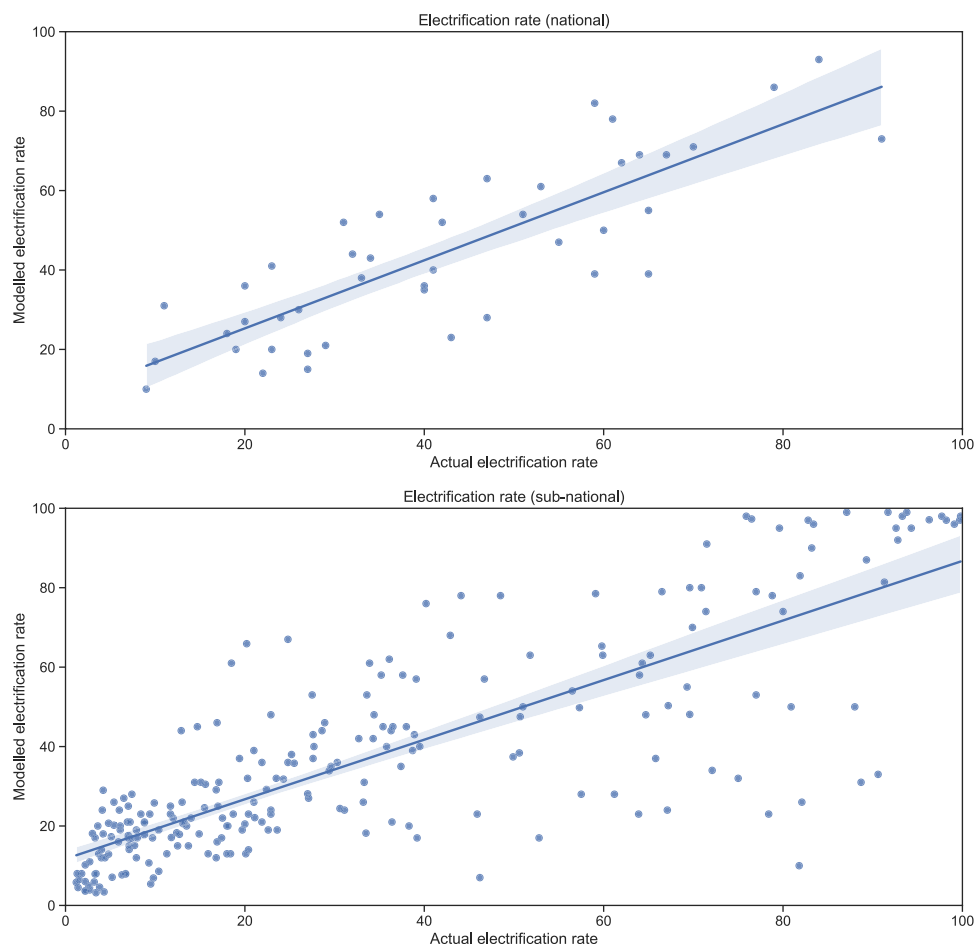 Electrification rate (national)
100
80
60
40
20
0
Modelled electrification rate
0 20 40 60 80 100
Actual electrification rate
Electrification rate (sub-national)
100
80
60
40
20
0
Modelled electrification rate
0 20 40 60 80 100
Actual electrification rate